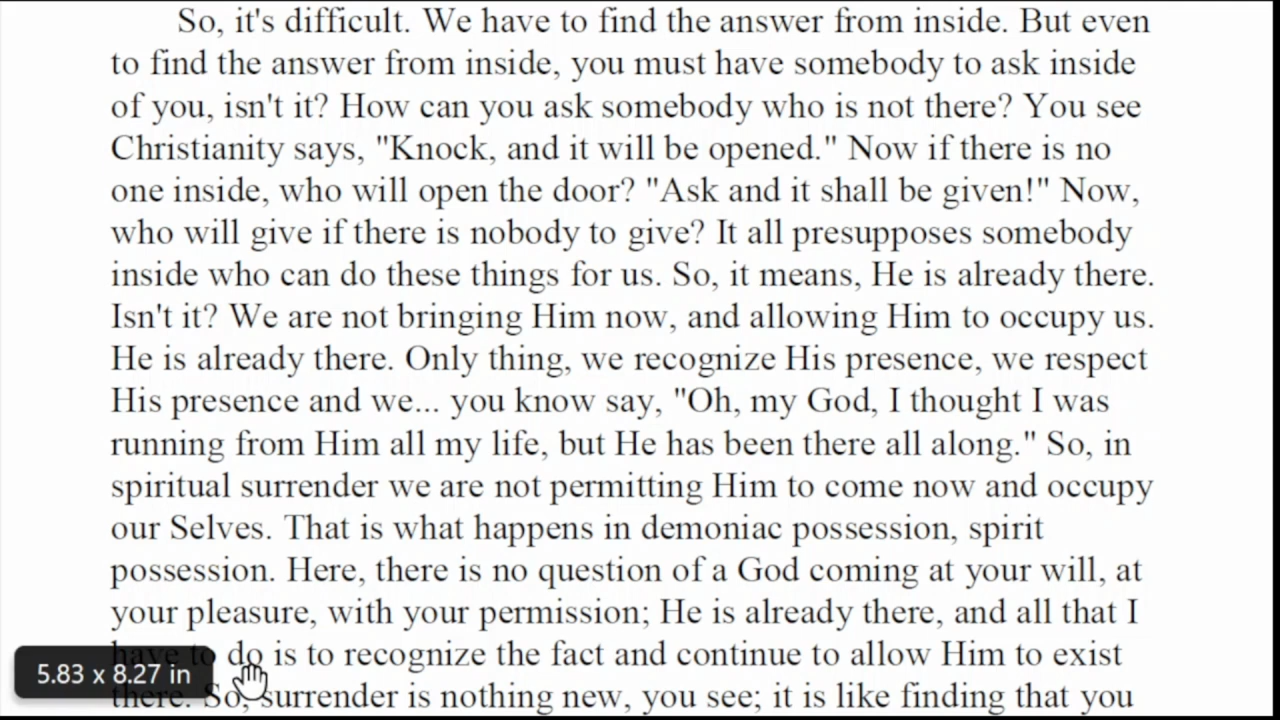 So, it's difficult. We have to find the answer from inside. But even
to find the answer from inside, you must have somebody to ask inside
of you, isn't it? How can you ask somebody who is not there? You see
Christianity says, "Knock, and it will be opened." Now if there is no
one inside, who will open the door? "Ask and it shall be given!" Now,
who will give if there is nobody to give? It all presupposes somebody
inside who can do these things for us. So, it means, He is already there.
Isn't it? We are not bringing Him now, and allowing Him to occupy us.
He is already there. Only thing, we recognize His presence, we respect
His presence and we... you know say, "Oh, my God, I thought I was
running from Him all my life, but He has been there all along." So, in
spiritual surrender we are not permitting Him to come now and occupy
our Selves. That is what happens in demoniac possession, spirit
possession. Here, there is no question of a God coming at your will, at
your pleasure, with your permission; He is already there, and all that I
have to do is to recognize the fact and continue to allow Him to exist
there. So, surrender is nothing new, you see; it is like finding that you
5.83 x 8.27 in